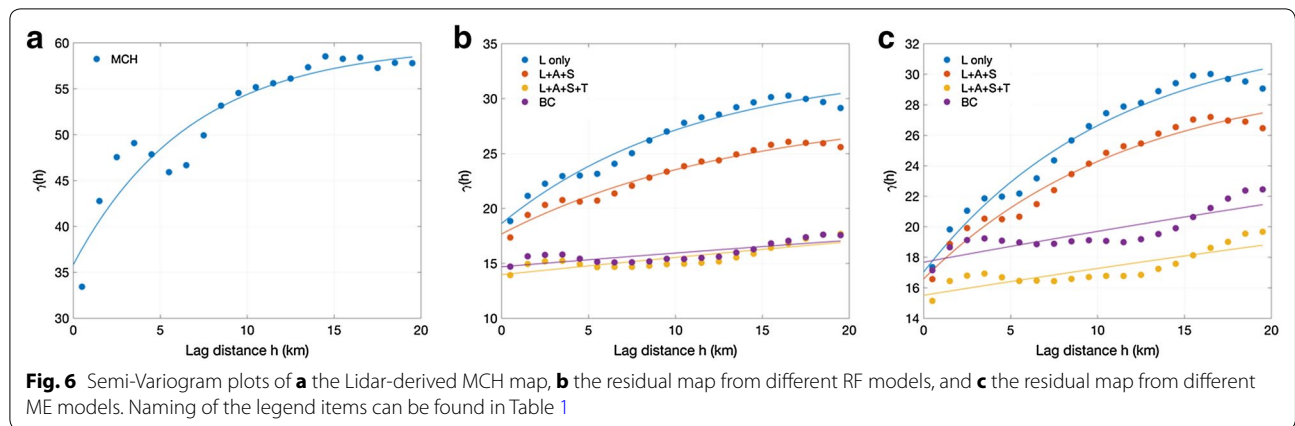 a
60
55
50
45
40
35
30
γ(h)
MCH
0 5 10 15 20
Lag distance h (km)
b
35
30
25
20
15
10
γ(h)
L only
L+A+S
L+A+S+T
BC
0 5 10 15 20
Lag distance h (km)
c
32
30
28
26
24
22
20
18
16
14
γ(h)
L only
L+A+S
L+A+S+T
BC
0 5 10 15 20
Lag distance h (km)
Fig. 6 Semi-Variogram plots of a the Lidar-derived MCH map, b the residual map from different RF models, and c the residual map from different
ME models. Naming of the legend items can be found in Table 1